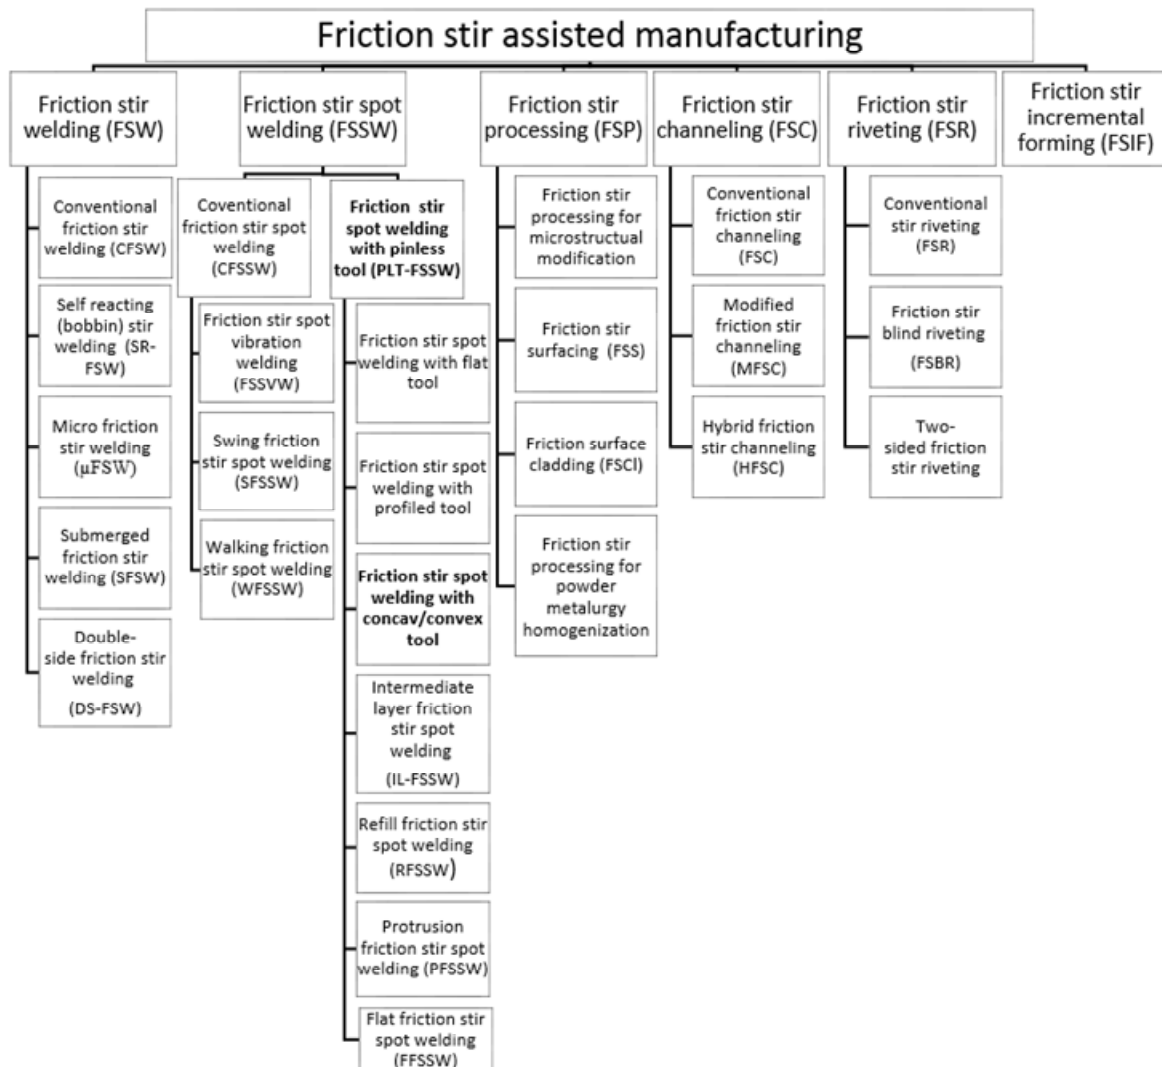 Friction stir assisted manufacturing
Friction stir
welding (FSW)
Conventional
friction stir
welding (CFSW)
Self reacting
(bobbin) stir
welding (SR-
FSW)
Micro friction
stir welding
(μFSW)
Submerged
friction stir
welding (SFSW)
Double-
side friction stir
welding
(DS-FSW)
Friction stir spot
welding (FSSW)
Coventional
friction stir spot
welding
(CFSSW)
Friction stir spot
vibration
welding
(FSSVW)
Swing friction
stir spot welding
(SFSSW)
Walking friction
stir spot welding
(WFSSW)
Friction stir
spot welding
with pinless
tool (PLT-FSSW)
Friction stir spot
welding with flat
tool
Friction stir spot
welding with
profiled tool
Friction stir spot
welding with
concav/convex
tool
Intermediate
layer friction
stir spot
welding
(IL-FSSW)
Refill friction stir
spot welding
(RFSSW)
Protrusion
friction stir spot
welding (PFSSW)
Flat friction stir
spot welding
(FFSSW)
Friction stir
processing (FSP)
Friction stir
processing for
microstructual
modification
Friction stir
surfacing (FSS)
Friction surface
cladding (FSCl)
Friction stir
processing for
powder
metalurgy
homogenization
Friction stir
channeling (FSC)
Conventional
friction stir
channeling
(FSC)
Modified
friction stir
channeling
(MFSC)
Hybrid friction
stir channeling
(HFSC)
Friction stir
riveting (FSR)
Conventional
stir riveting
(FSR)
Friction stir
blind riveting
(FSBR)
Two-
sided friction
stir riveting
Friction stir
incremental
forming (FSIF)